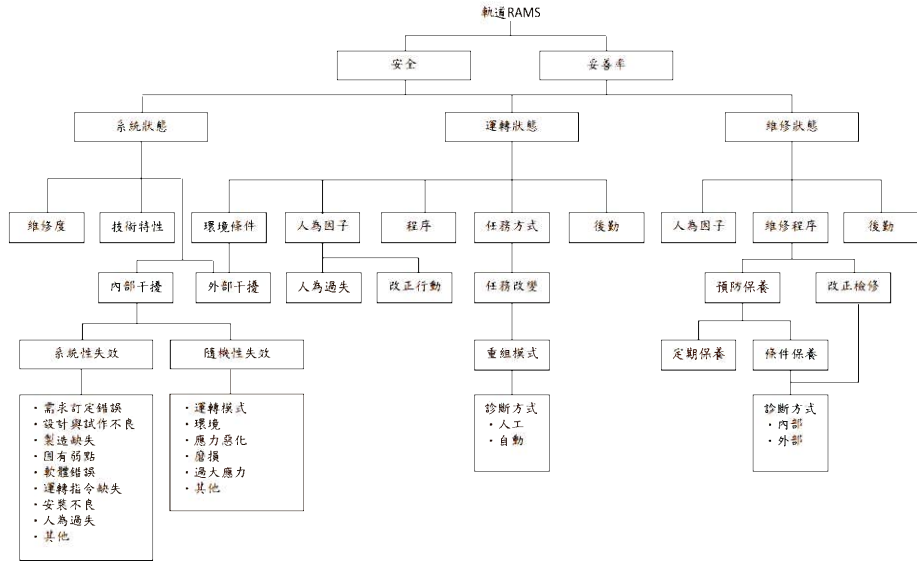 軌道RAMS
安全
妥善率
系統狀態
運轉狀態
維修狀態
維修度
技術特性
環境條件
人為因子
程序
任務方式
後勤
人為因子
維修程序
後勤
內部干擾
外部干擾
人為過失
改正行動
任務改變
預防保養
改正檢修
系統性失效
隨機性失效
重組模式
定期保養
條件保養
・需求訂定錯誤
・設計與試作不良
・製造缺失
・固有弱點
・軟體錯誤
・運轉指令缺失
・安裝不良
・人為過失
・其他
・運轉模式
・環境
・應力惡化
・磨損
・過大應力
・其他
診斷方式
・人工
・自動
診斷方式
・內部
・外部